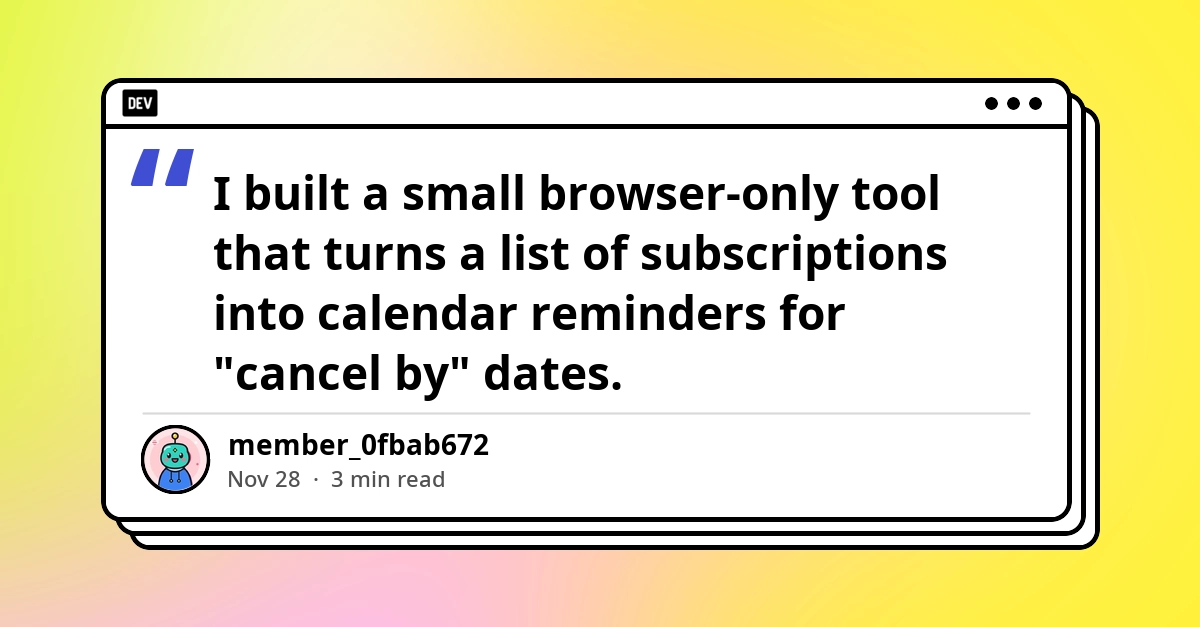 DEV
“
I built a small browser-only tool
that turns a list of subscriptions
into calendar reminders for
"cancel by" dates.
member_0fbab672
Nov 28 · 3 min read